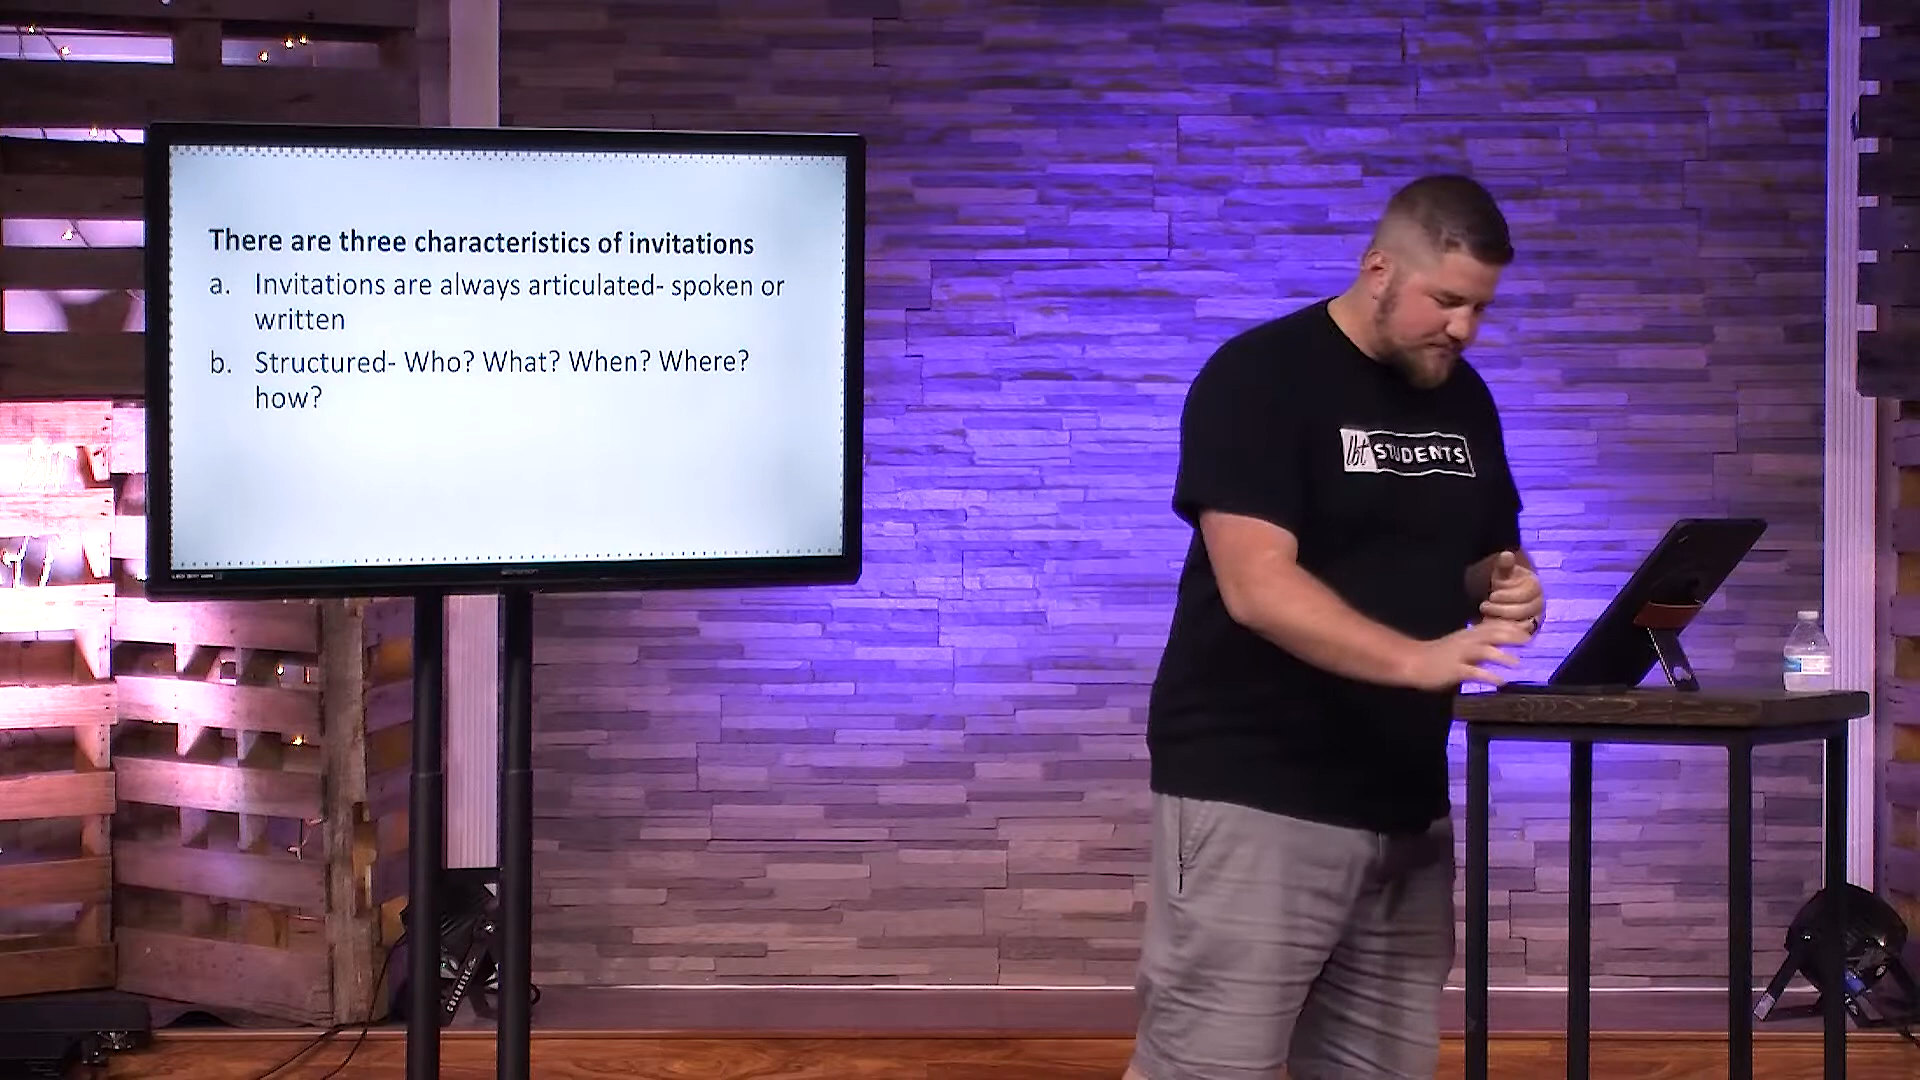 There are three characteristics of invitations
a. Invitations are always articulated- spoken or
written
b. Structured- Who? What? When? Where?
how?
lbt STUDENTS